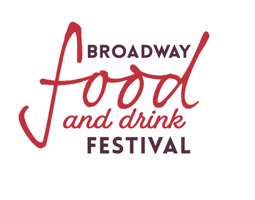 BROADWAY
food
and drink
FESTIVAL